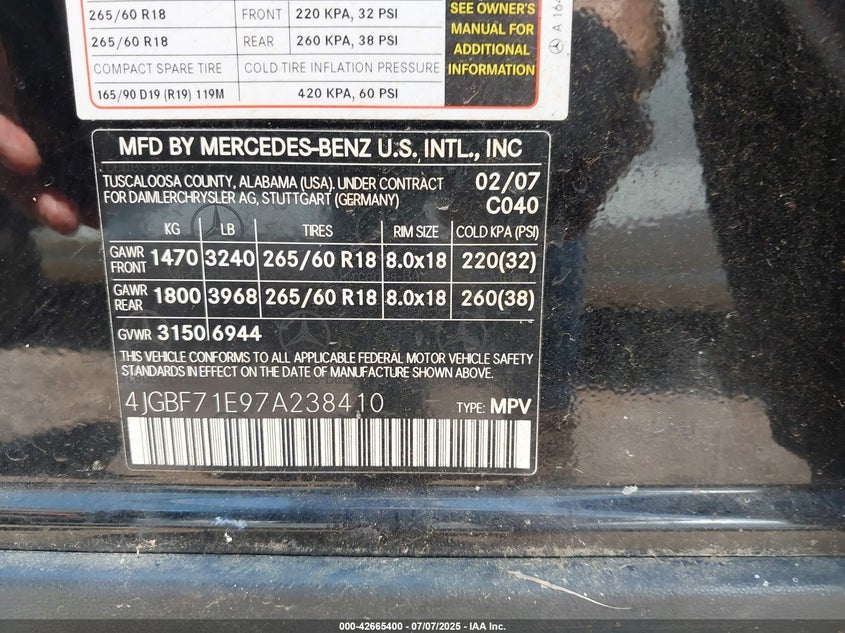 265/60 R18 FRONT 220 KPA, 32 PSI
265/60 R18 REAR 260 KPA, 38 PSI
COMPACT SPARE TIRE COLD TIRE INFLATION PRESSURE
165/90 D19 (R19) 119M 420 KPA, 60 PSI
SEE OWNER'S
MANUAL FOR
ADDITIONAL
INFORMATION
A 164
MFD BY MERCEDES-BENZ U.S. INTL., INC
TUSCALOOSA COUNTY, ALABAMA (USA). UNDER CONTRACT 02/07
FOR DAIMLERCHRYSLER AG, STUTTGART (GERMANY) C040
KG LB TIRES RIM SIZE COLD KPA (PSI)
GAWR FRONT 1470 3240 265/60 R18 8.0x18 220(32)
GAWR REAR 1800 3968 265/60 R18 8.0x18 260(38)
GVWR 3150 6944
THIS VEHICLE CONFORMS TO ALL APPLICABLE FEDERAL MOTOR VEHICLE SAFETY
STANDARDS IN EFFECT ON THE DATE OF MANUFACTURE SHOWN ABOVE.
4JGBF71E97A238410 TYPE: MPV
000-42665400 - 07/07/2025 - IAA Inc.